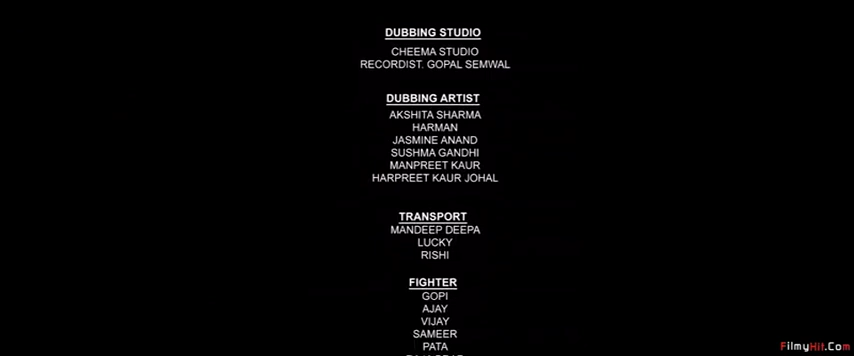 DUBBING STUDIO
CHEEMA STUDIO
RECORDIST. GOPAL SEMWAL
DUBBING ARTIST
AKSHITA SHARMA
HARMAN
JASMINE ANAND
SUSHMA GANDHI
MANPREET KAUR
HARPREET KAUR JOHAL
TRANSPORT
MANDEEP DEEPA
LUCKY
RISHI
FIGHTER
GOPI
AJAY
VIJAY
SAMEER
PATA
FilmyHit.Com